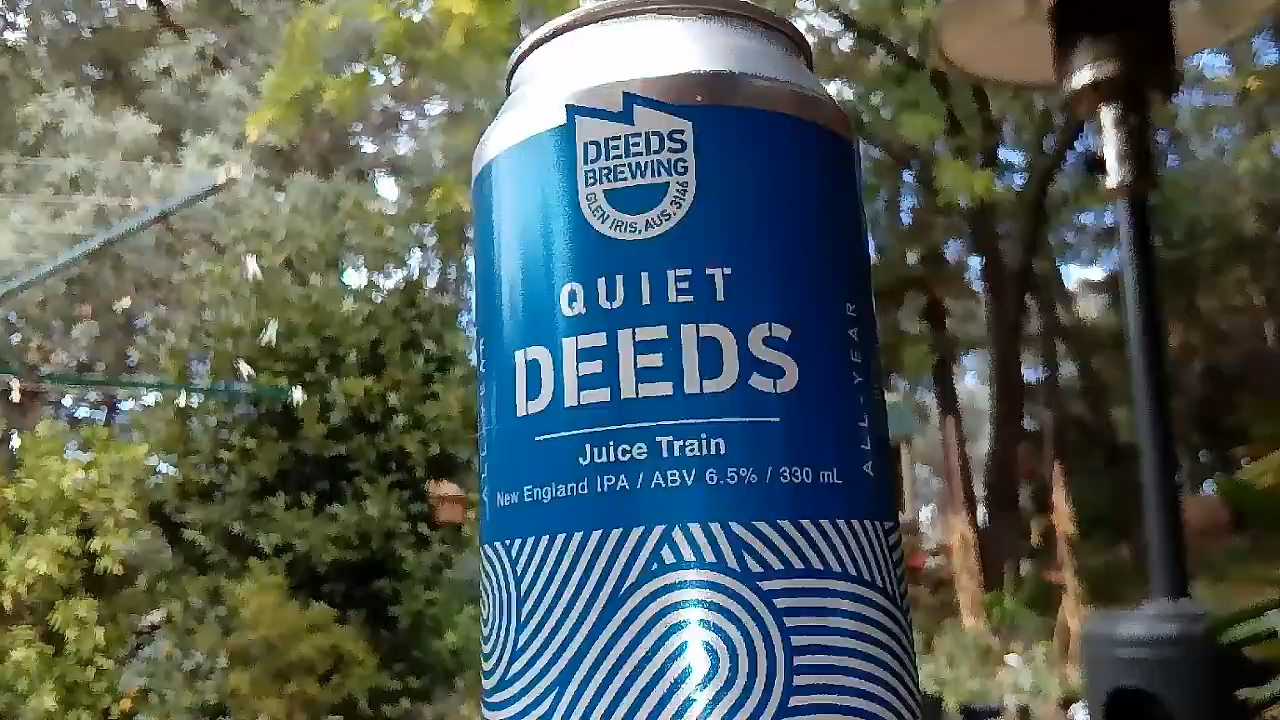 DEEDS
BREWING
GLEN IRIS, AUS. 3146
QUIET
DEEDS
Juice Train
New England IPA / ABV 6.5% / 330 mL
ALL-YEAR